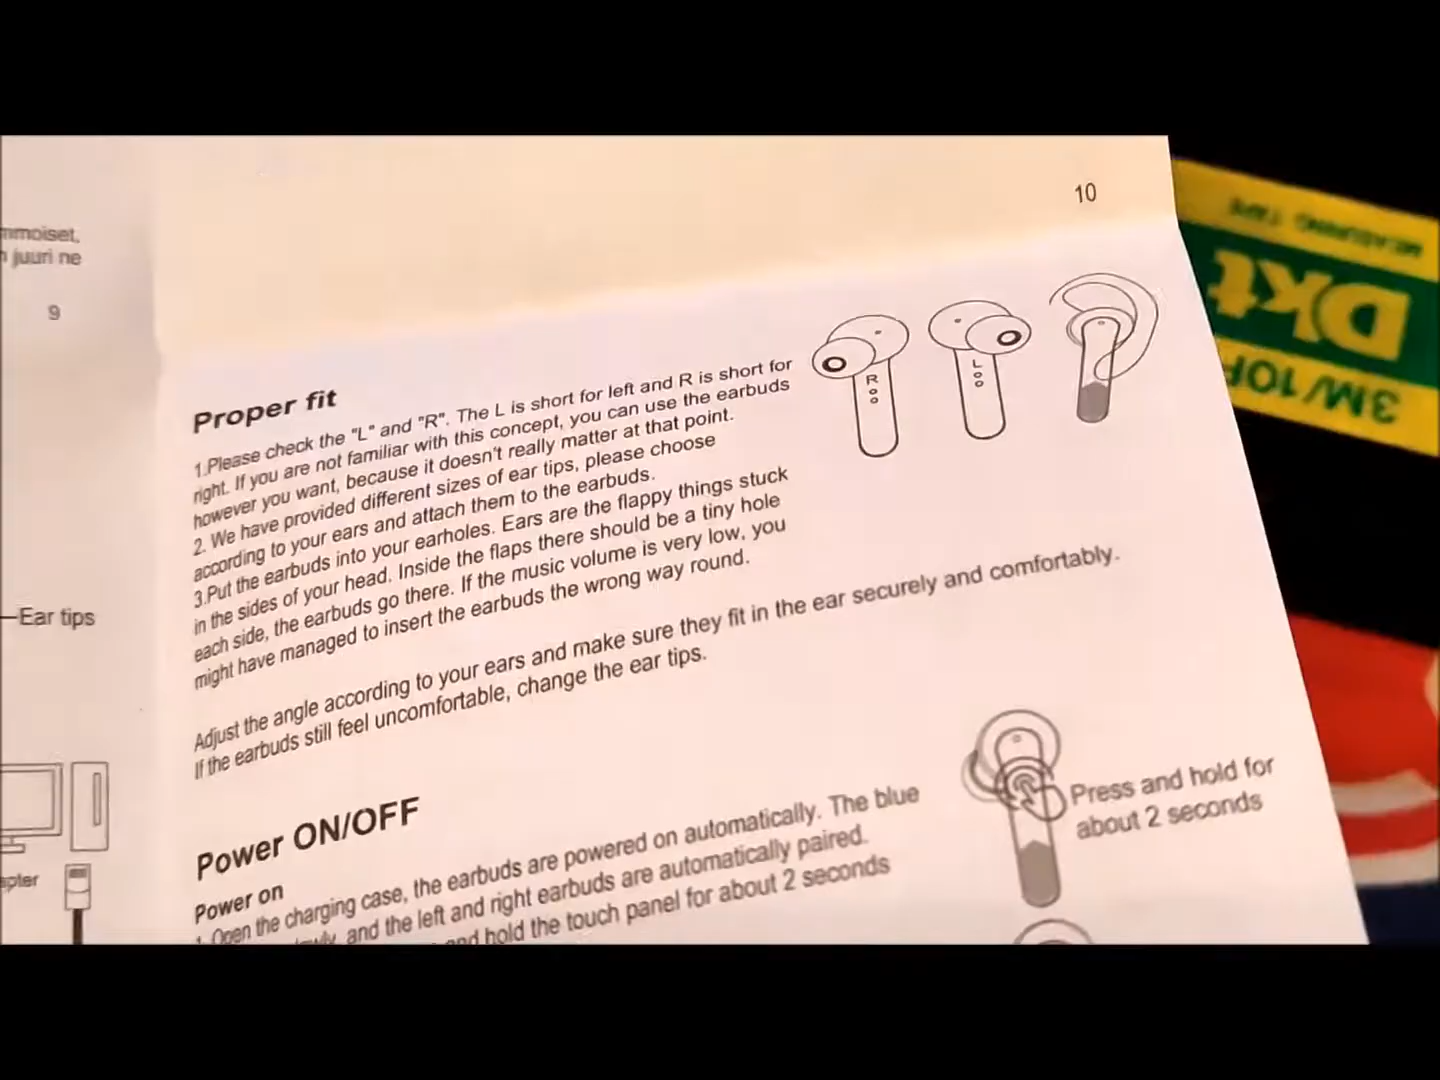 mmoiset,
juuri ne
9
Ear tips
apter
10
Proper fit
1.Please check the "L" and "R". The L is short for left and R is short for
right. If you are not familiar with this concept, you can use the earbuds
however you want, because it doesn't really matter at that point.
2. We have provided different sizes of ear tips, please choose
according to your ears and attach them to the earbuds.
3.Put the earbuds into your earholes. Ears are the flappy things stuck
in the sides of your head. Inside the flaps there should be a tiny hole
each side, the earbuds go there. If the music volume is very low, you
might have managed to insert the earbuds the wrong way round.
R
L
Adjust the angle according to your ears and make sure they fit in the ear securely and comfortably.
If the earbuds still feel uncomfortable, change the ear tips.
Power ON/OFF
Power on
1. Open the charging case, the earbuds are powered on automatically. The blue
and the left and right earbuds are automatically paired.
and hold the touch panel for about 2 seconds
Press and hold for
about 2 seconds
MEASURING TAPE
Dkt
3M/10F